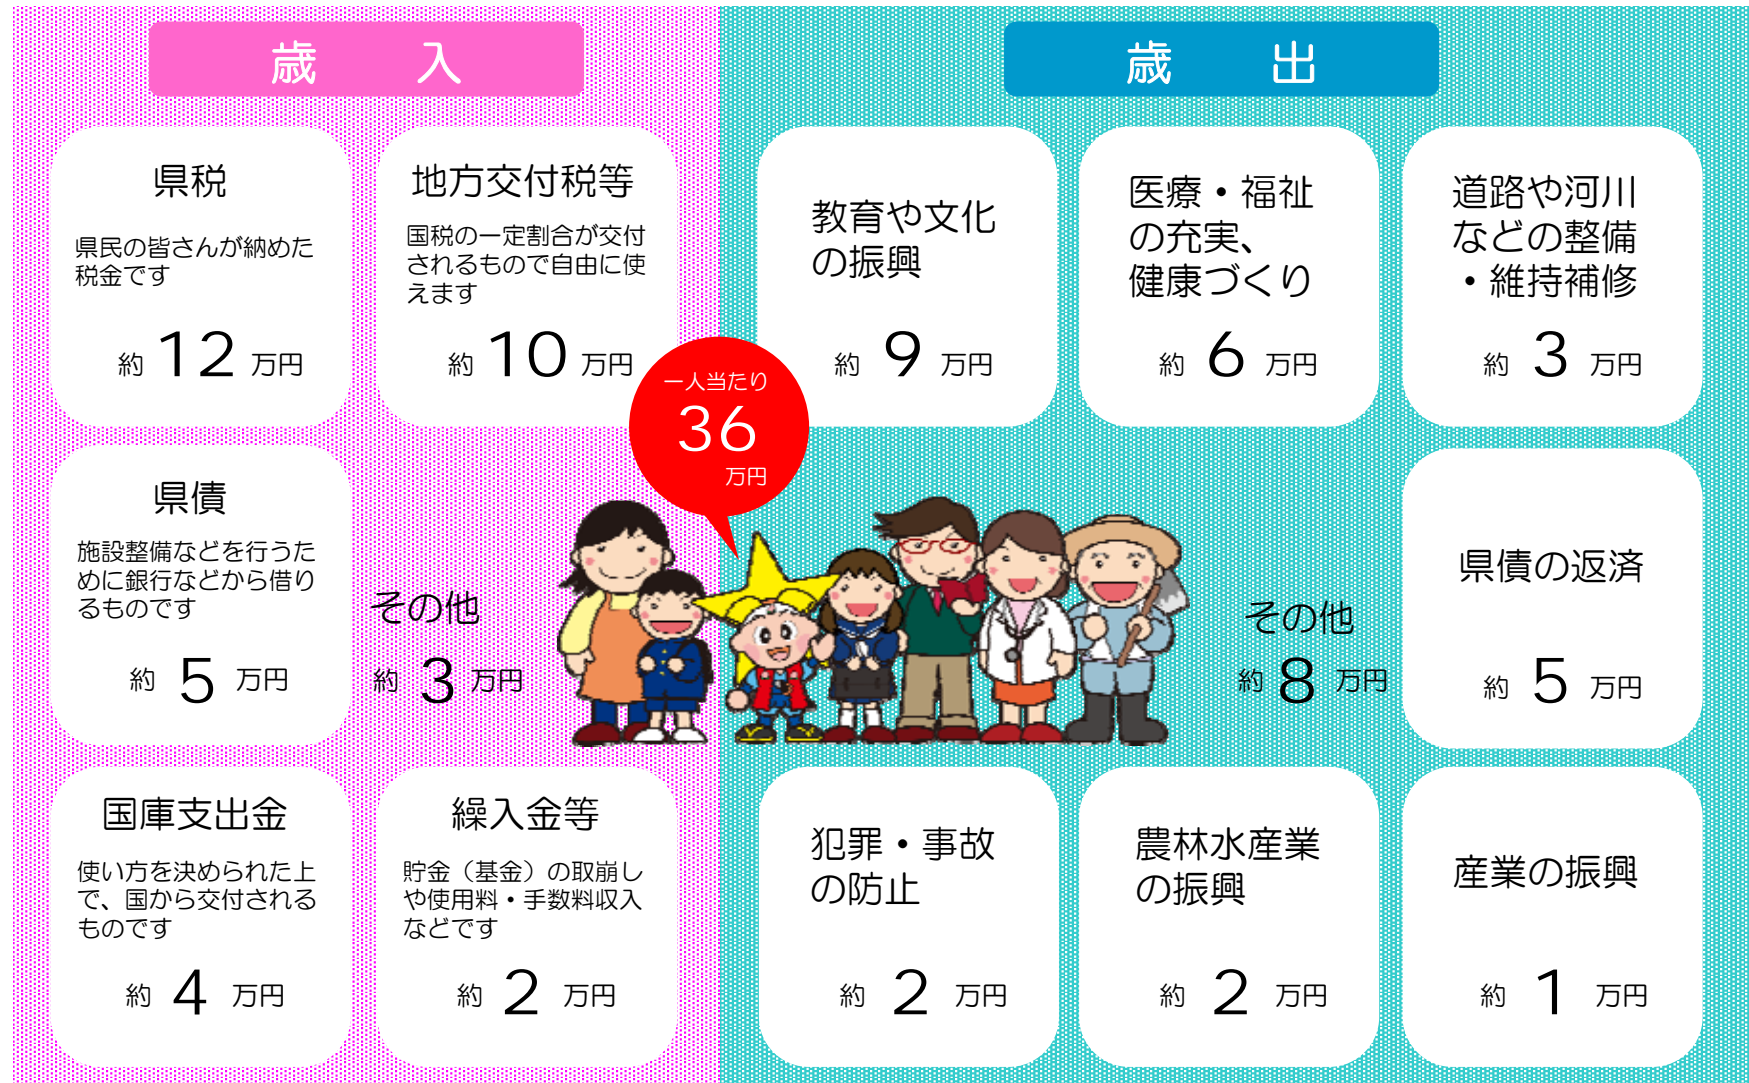 歳 入
県税
県民の皆さんが納めた
税金です
約 12 万円
地方交付税等
国税の一定割合が交付
されるもので自由に使
えます
約 10 万円
県債
施設整備などを行うた
めに銀行などから借り
るものです
約 5 万円
その他
約 3 万円
国庫支出金
使い方を決められた上
で、国から交付される
ものです
約 4 万円
繰入金等
貯金（基金）の取崩し
や使用料・手数料収入
などです
約 2 万円
一人当たり
36
万円
歳 出
教育や文化
の振興
約 9 万円
医療・福祉
の充実、
健康づくり
約 6 万円
道路や河川
などの整備
・維持補修
約 3 万円
その他
約 8 万円
県債の返済
約 5 万円
犯罪・事故
の防止
約 2 万円
農林水産業
の振興
約 2 万円
産業の振興
約 1 万円